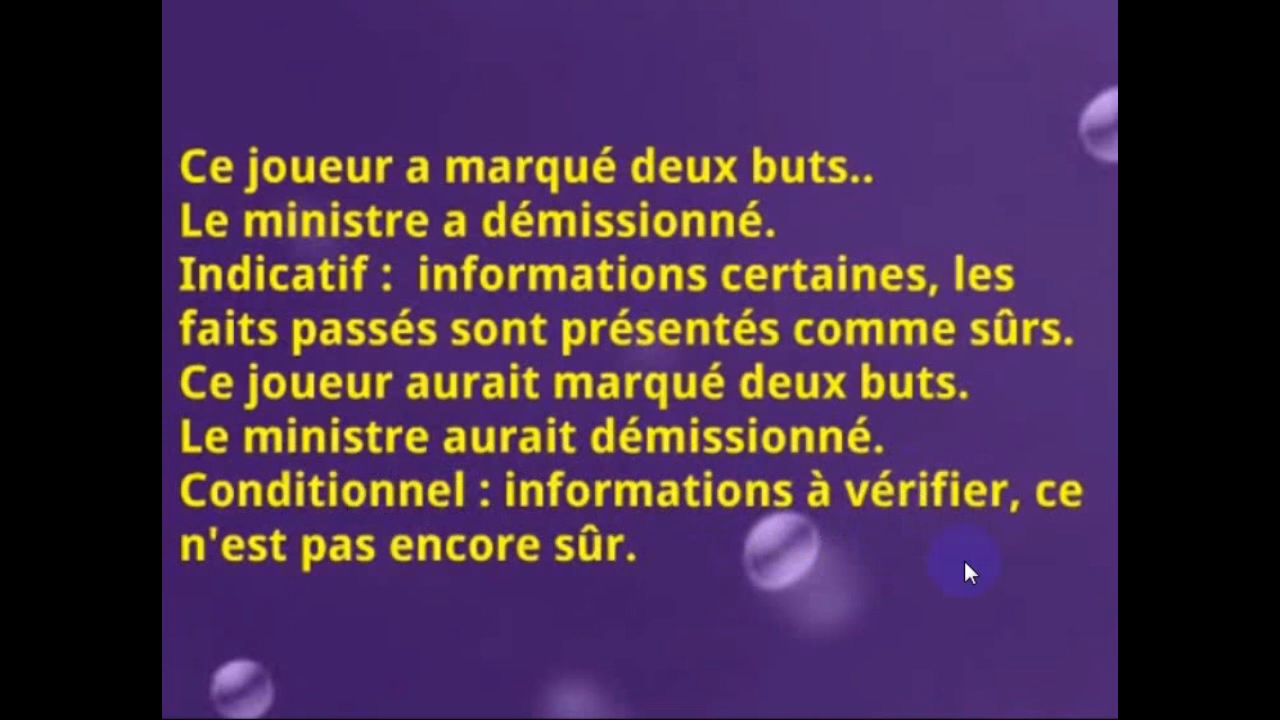 Ce joueur a marqué deux buts..
Le ministre a démissionné.
Indicatif :  informations certaines, les
faits passés sont présentés comme sûrs.
Ce joueur aurait marqué deux buts.
Le ministre aurait démissionné.
Conditionnel : informations à vérifier, ce
n'est pas encore sûr.